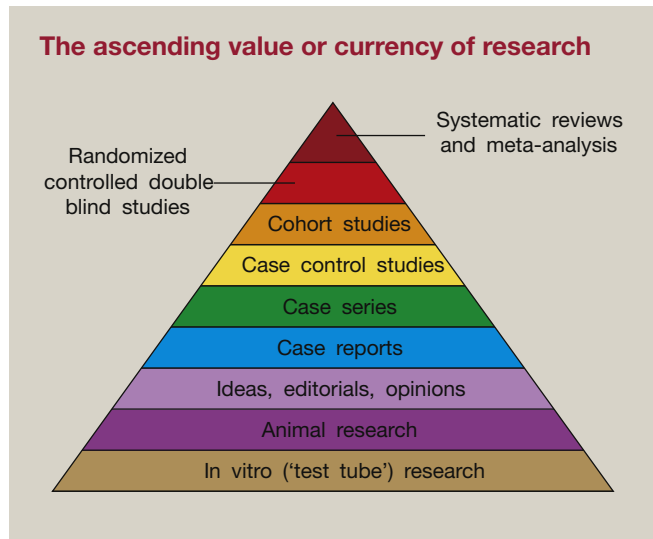 The ascending value or currency of research
Systematic reviews
and meta-analysis
Randomized
controlled double
blind studies
Cohort studies
Case control studies
Case series
Case reports
Ideas, editorials, opinions
Animal research
In vitro (‘test tube’) research